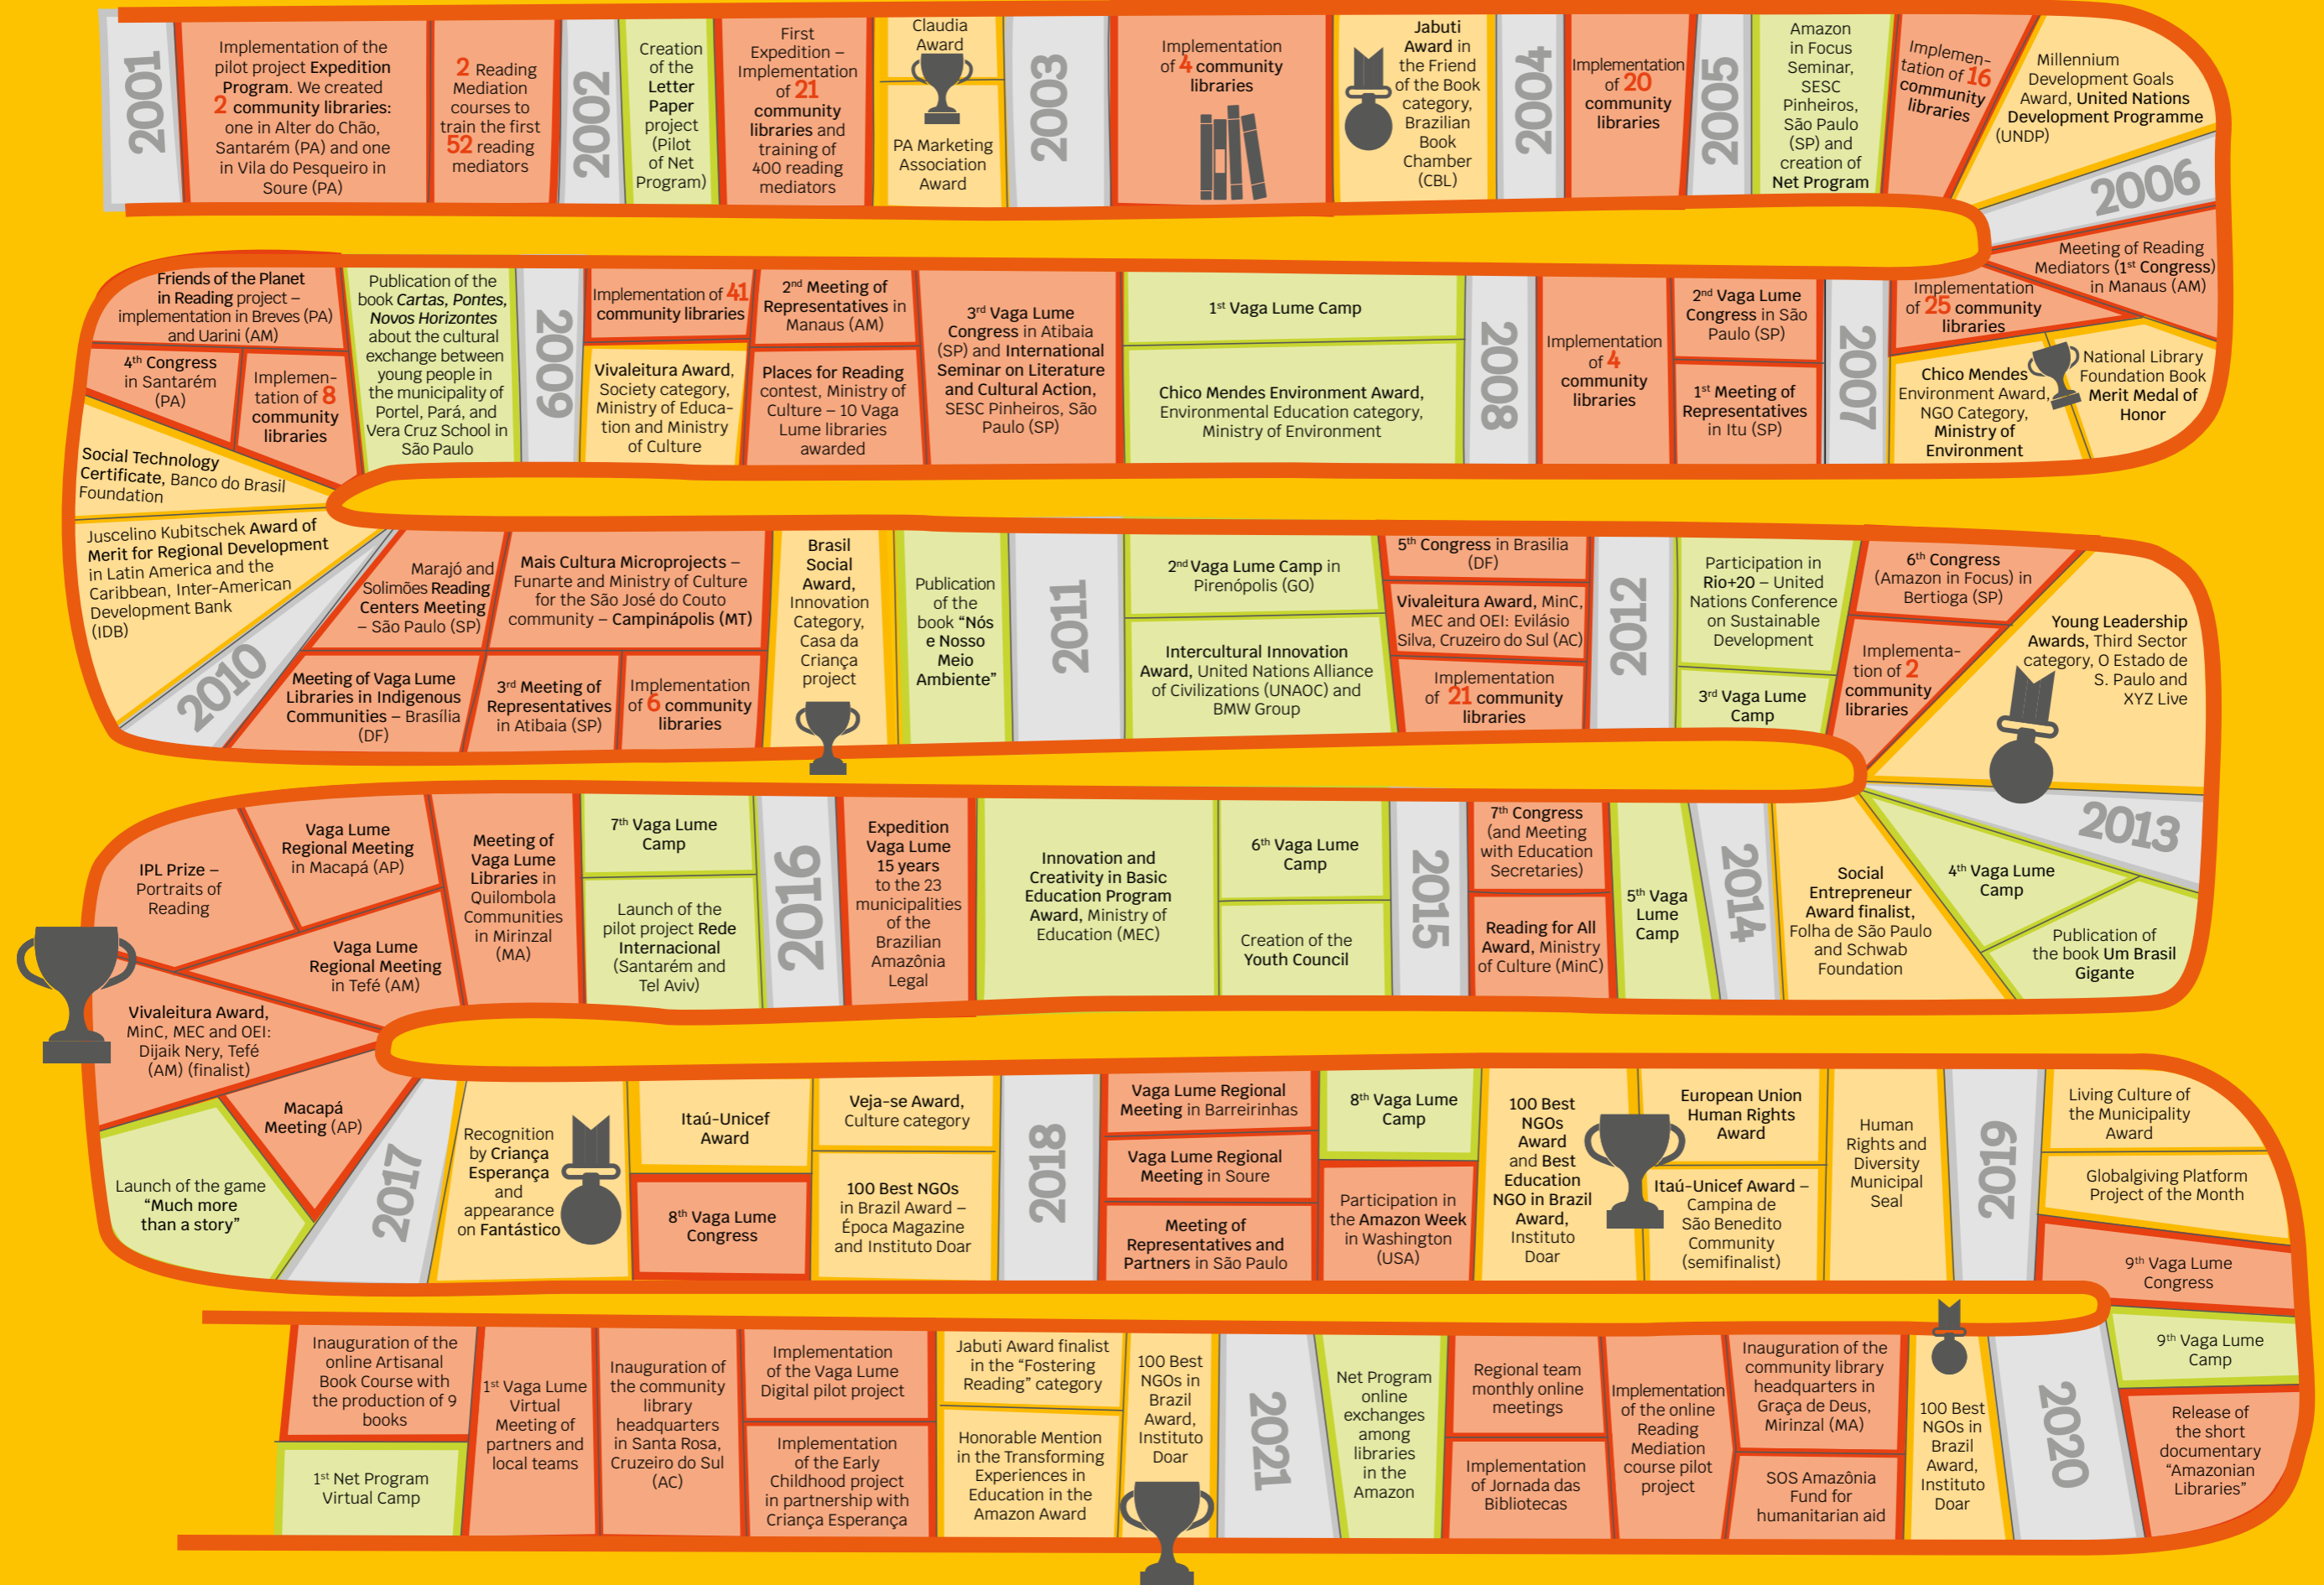 2001
Implementation of the
pilot project Expedition
Program. We created
2 community libraries:
one in Alter do Chão,
Santarém (PA) and one
in Vila do Pesqueiro in
Soure (PA)
2 Reading
Mediation
courses to
train the first
52 reading
mediators
2002
Creation
of the
Letter
Paper
project
(Pilot
of Net
Program)
First
Expedition –
Implementation
of 21
community
libraries and
training of
400 reading
mediators
Claudia
Award
PA Marketing
Association
Award
2003
Implementation
of 4 community
libraries
Jabuti
Award in
the Friend
of the Book
category,
Brazilian
Book
Chamber
(CBL)
2004
Implementation
of 20
community
libraries
2005
Amazon
in Focus
Seminar,
SESC
Pinheiros,
São Paulo
(SP) and
creation of
Net Program
Implemen-
tation of 16
community
libraries
Millennium
Development Goals
Award, United Nations
Development Programme
(UNDP)
2006
Meeting of Reading
Mediators (1st Congress)
in Manaus (AM)
Implementation
of 25 community
libraries
National Library
Foundation Book
Merit Medal of
Honor
Chico Mendes
Environment Award,
NGO Category,
Ministry of
Environment
2007
2nd Vaga Lume
Congress in São
Paulo (SP)
1st Meeting of
Representatives
in Itu (SP)
Implementation
of 4
community
libraries
2008
1st Vaga Lume Camp
Chico Mendes Environment Award,
Environmental Education category,
Ministry of Environment
3rd Vaga Lume
Congress in Atibaia
(SP) and International
Seminar on Literature
and Cultural Action,
SESC Pinheiros, São
Paulo (SP)
2nd Meeting of
Representatives in
Manaus (AM)
Places for Reading
contest, Ministry of
Culture – 10 Vaga
Lume libraries
awarded
Implementation of 41
community libraries
Vivaleitura Award,
Society category,
Ministry of Educa-
tion and Ministry
of Culture
2009
Publication of the
book Cartas, Pontes,
Novos Horizontes
about the cultural
exchange between
young people in
the municipality of
Portel, Pará, and
Vera Cruz School in
São Paulo
Friends of the Planet
in Reading project –
implementation in Breves (PA)
and Uarini (AM)
4th Congress
in Santarém
(PA)
Implemen-
tation of 8
community
libraries
Social Technology
Certificate, Banco do Brasil
Foundation
Juscelino Kubitschek Award of
Merit for Regional Development
in Latin America and the
Caribbean, Inter-American
Development Bank
(IDB)
2010
Marajó and
Solimões Reading
Centers Meeting
– São Paulo (SP)
Meeting of Vaga Lume
Libraries in Indigenous
Communities – Brasília
(DF)
Mais Cultura Microprojects –
Funarte and Ministry of Culture
for the São José do Couto
community – Campinápolis (MT)
3rd Meeting of
Representatives
in Atibaia (SP)
Implementation
of 6 community
libraries
Brasil
Social
Award,
Innovation
Category,
Casa da
Criança
project
Publication
of the
book “Nós
e Nosso
Meio
Ambiente”
2011
2nd Vaga Lume Camp in
Pirenópolis (GO)
Intercultural Innovation
Award, United Nations Alliance
of Civilizations (UNAOC) and
BMW Group
5th Congress in Brasilia
(DF)
Vivaleitura Award, MinC,
MEC and OEI: Evilásio
Silva, Cruzeiro do Sul (AC)
Implementation
of 21 community
libraries
2012
Participation in
Rio+20 – United
Nations Conference
on Sustainable
Development
3rd Vaga Lume
Camp
6th Congress
(Amazon in Focus) in
Bertioga (SP)
Implementa-
tion of 2
community
libraries
Young Leadership
Awards, Third Sector
category, O Estado de
S. Paulo and
XYZ Live
2013
4th Vaga Lume
Camp
Publication of
the book Um Brasil
Gigante
Social
Entrepreneur
Award finalist,
Folha de São Paulo
and Schwab
Foundation
2014
5th Vaga
Lume
Camp
7th Congress
(and Meeting
with Education
Secretaries)
Reading for All
Award, Ministry
of Culture (MinC)
2015
6th Vaga Lume
Camp
Creation of the
Youth Council
Innovation and
Creativity in Basic
Education Program
Award, Ministry of
Education (MEC)
Expedition
Vaga Lume
15 years
to the 23
municipalities
of the
Brazilian
Amazônia
Legal
2016
7th Vaga Lume
Camp
Launch of the
pilot project Rede
Internacional
(Santarém and
Tel Aviv)
Meeting of
Vaga Lume
Libraries in
Quilombola
Communities
in Mirinzal
(MA)
Vaga Lume
Regional Meeting
in Macapá (AP)
Vaga Lume
Regional Meeting
in Tefé (AM)
IPL Prize –
Portraits of
Reading
Vivaleitura Award,
MinC, MEC and OEI:
Dijaik Nery, Tefé
(AM) (finalist)
Macapá
Meeting (AP)
Launch of the game
“Much more
than a story”
2017
Recognition
by Criança
Esperança
and
appearance
on Fantástico
Itaú-Unicef
Award
8th Vaga Lume
Congress
Veja-se Award,
Culture category
100 Best NGOs
in Brazil Award –
Época Magazine
and Instituto Doar
2018
Vaga Lume Regional
Meeting in Barreirinhas
Vaga Lume Regional
Meeting in Soure
Meeting of
Representatives and
Partners in São Paulo
8th Vaga Lume
Camp
Participation in
the Amazon Week
in Washington
(USA)
100 Best
NGOs
Award
and Best
Education
NGO in Brazil
Award,
Instituto
Doar
European Union
Human Rights
Award
Itaú-Unicef Award –
Campina de
São Benedito
Community
(semifinalist)
Human
Rights and
Diversity
Municipal
Seal
2019
Living Culture of
the Municipality
Award
Globalgiving Platform
Project of the Month
9th Vaga Lume
Congress
9th Vaga Lume
Camp
Release of
the short
documentary
“Amazonian
Libraries”
2020
100 Best
NGOs in
Brazil
Award,
Instituto
Doar
Inauguration of the
community library
headquarters in
Graça de Deus,
Mirinzal (MA)
SOS Amazônia
Fund for
humanitarian aid
Implementation
of the online
Reading
Mediation
course pilot
project
Regional team
monthly online
meetings
Implementation
of Jornada das
Bibliotecas
Net Program
online
exchanges
among
libraries
in the
Amazon
2021
100 Best
NGOs in
Brazil
Award,
Instituto
Doar
Jabuti Award finalist
in the “Fostering
Reading” category
Honorable Mention
in the Transforming
Experiences in
Education in the
Amazon Award
Implementation
of the Vaga Lume
Digital pilot project
Implementation
of the Early
Childhood project
in partnership with
Criança Esperança
Inauguration of
the community
library
headquarters
in Santa Rosa,
Cruzeiro do Sul
(AC)
1st Vaga Lume
Virtual
Meeting of
partners and
local teams
Inauguration of the
online Artisanal
Book Course with
the production of 9
books
1st Net Program
Virtual Camp